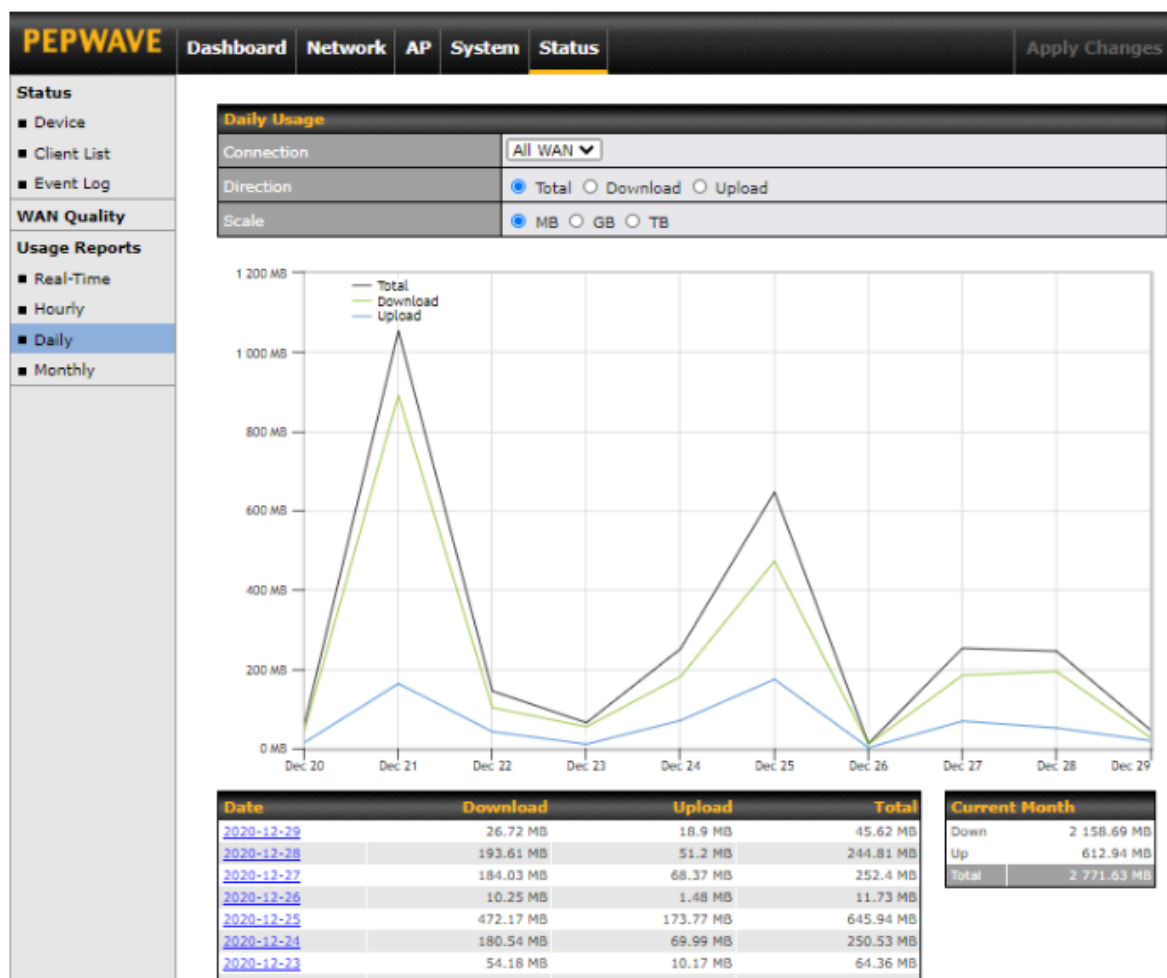 PEPWAVE Dashboard Network AP System Status Apply Changes
Status
Device
Client List
Event Log
WAN Quality
Usage Reports
Real-Time
Hourly
Daily
Monthly
Daily Usage
Connection All WAN
Direction Total Download Upload
Scale MB GB TB
1 200 MB
1 000 MB
800 MB
600 MB
400 MB
200 MB
0 MB
Total
Download
Upload
Dec 20 Dec 21 Dec 22 Dec 23 Dec 24 Dec 25 Dec 26 Dec 27 Dec 28 Dec 29
Date Download Upload Total
2020-12-29 26.72 MB 18.9 MB 45.62 MB
2020-12-28 193.61 MB 51.2 MB 244.81 MB
2020-12-27 184.03 MB 68.37 MB 252.4 MB
2020-12-26 10.25 MB 1.48 MB 11.73 MB
2020-12-25 472.17 MB 173.77 MB 645.94 MB
2020-12-24 180.54 MB 69.99 MB 250.53 MB
2020-12-23 54.18 MB 10.17 MB 64.36 MB
Current Month
Down 2 158.69 MB
Up 612.94 MB
Total 2 771.63 MB